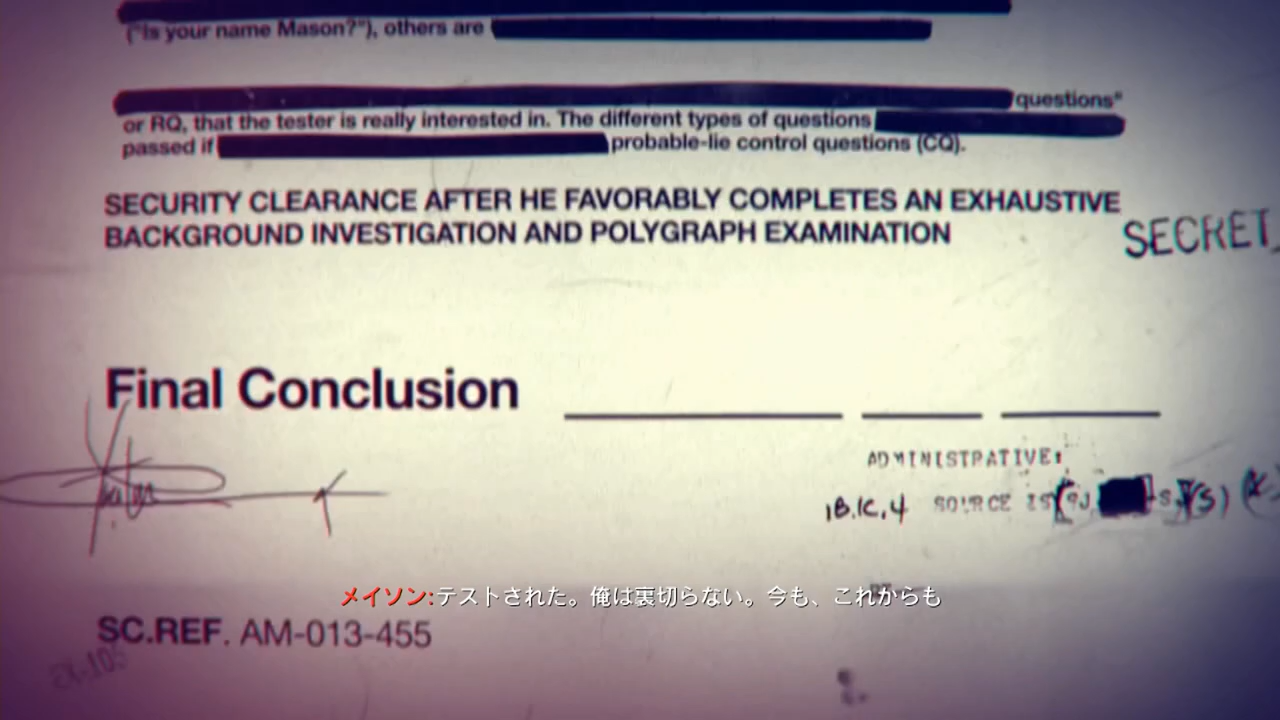 ("Is your name Mason?"), others are
questions"
or RQ, that the tester is really interested in. The different types of questions
passed if probable-lie control questions (CQ).
SECURITY CLEARANCE AFTER HE FAVORABLY COMPLETES AN EXHAUSTIVE
BACKGROUND INVESTIGATION AND POLYGRAPH EXAMINATION
SECRET
Final Conclusion
ADMINISTRATIVE:
1B.1C.4 SOURCE IS
メイソン:テストされた。俺は裏切らない。今も、これからも
SC.REF. AM-013-455